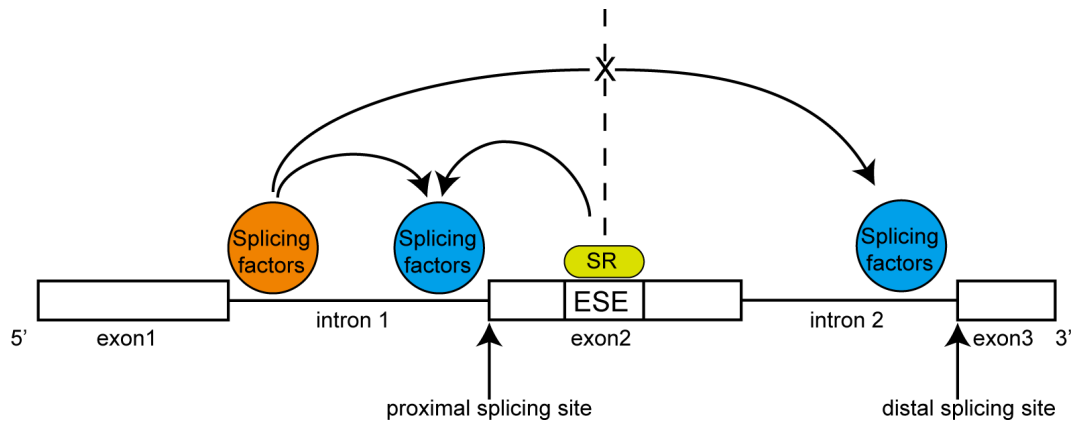 X
Splicing
factors
Splicing
factors
Splicing
factors
SR
ESE
5’
exon1
intron 1
exon2
intron 2
exon3
3’
proximal splicing site
distal splicing site